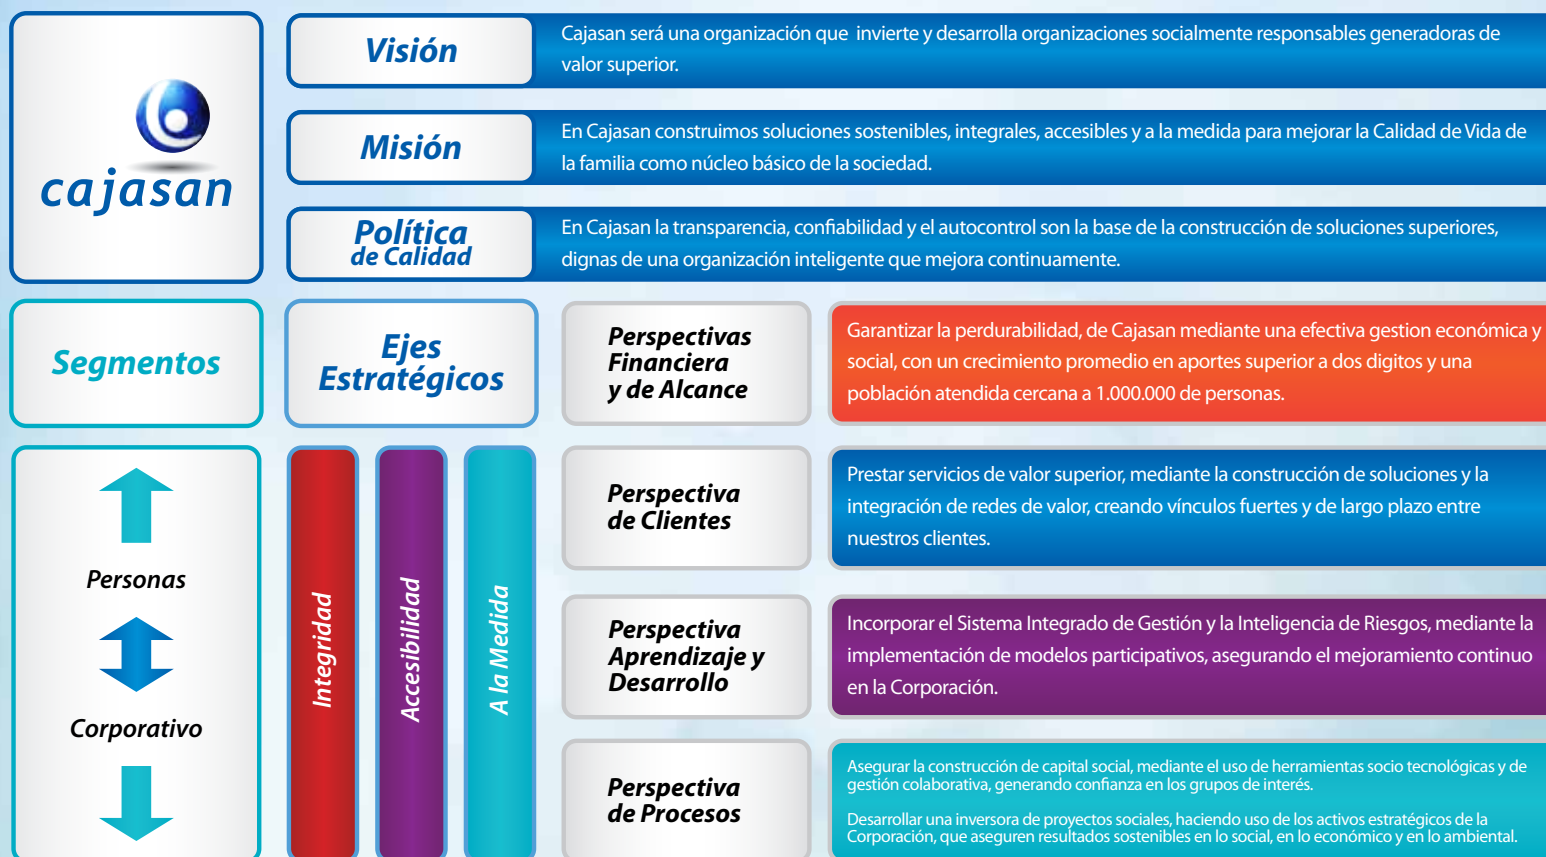 cajasan
Visión
Cajasan será una organización que invierte y desarrolla organizaciones socialmente responsables generadoras de
valor superior.
Misión
En Cajasan construimos soluciones sostenibles, integrales, accesibles y a la medida para mejorar la Calidad de Vida de
la familia como núcleo básico de la sociedad.
Política
de Calidad
En Cajasan la transparencia, confiabilidad y el autocontrol son la base de la construcción de soluciones superiores,
dignas de una organización inteligente que mejora continuamente.
Segmentos
Personas
Corporativo
Ejes
Estratégicos
Integridad
Accesibilidad
A la Medida
Perspectivas
Financiera
y de Alcance
Garantizar la perdurabilidad, de Cajasan mediante una efectiva gestion económica y
social, con un crecimiento promedio en aportes superior a dos digitos y una
población atendida cercana a 1.000.000 de personas.
Perspectiva
de Clientes
Prestar servicios de valor superior, mediante la construcción de soluciones y la
integración de redes de valor, creando vínculos fuertes y de largo plazo entre
nuestros clientes.
Perspectiva
Aprendizaje y
Desarrollo
Incorporar el Sistema Integrado de Gestión y la Inteligencia de Riesgos, mediante la
implementación de modelos participativos, asegurando el mejoramiento continuo
en la Corporación.
Perspectiva
de Procesos
Asegurar la construcción de capital social, mediante el uso de herramientas socio tecnológicas y de
gestión colaborativa, generando confianza en los grupos de interés.
Desarrollar una inversora de proyectos sociales, haciendo uso de los activos estratégicos de la
Corporación, que aseguren resultados sostenibles en lo social, en lo económico y en lo ambiental.